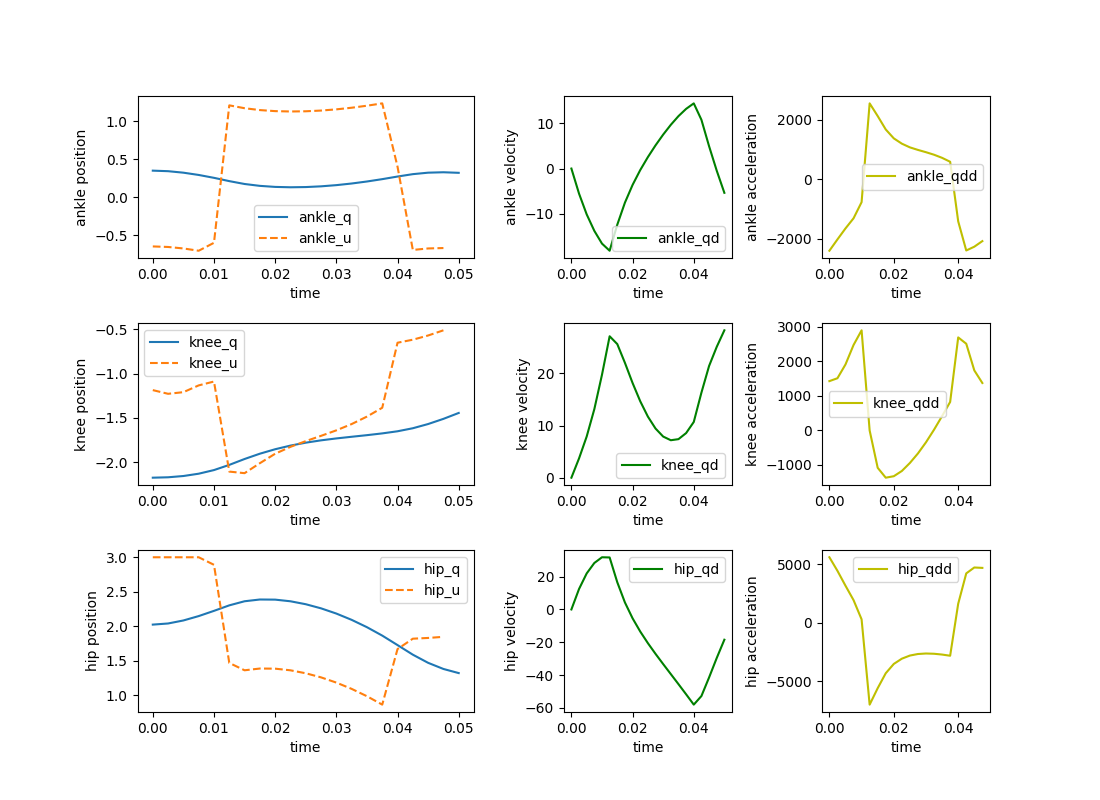 ankle position
1.0
0.5
0.0
−0.5
ankle_q
ankle_u
0.00 0.01 0.02 0.03 0.04 0.05
time
ankle velocity
10
0
−10
ankle_qd
0.00 0.02 0.04
time
ankle acceleration
2000
0
−2000
ankle_qdd
0.00 0.02 0.04
time
knee position
−0.5
−1.0
−1.5
−2.0
knee_q
knee_u
0.00 0.01 0.02 0.03 0.04 0.05
time
knee velocity
20
10
0
knee_qd
0.00 0.02 0.04
time
knee acceleration
3000
2000
1000
0
−1000
knee_qdd
0.00 0.02 0.04
time
hip position
3.0
2.5
2.0
1.5
1.0
hip_q
hip_u
0.00 0.01 0.02 0.03 0.04 0.05
time
hip velocity
20
0
−20
−40
−60
hip_qd
0.00 0.02 0.04
time
hip acceleration
5000
0
−5000
hip_qdd
0.00 0.02 0.04
time